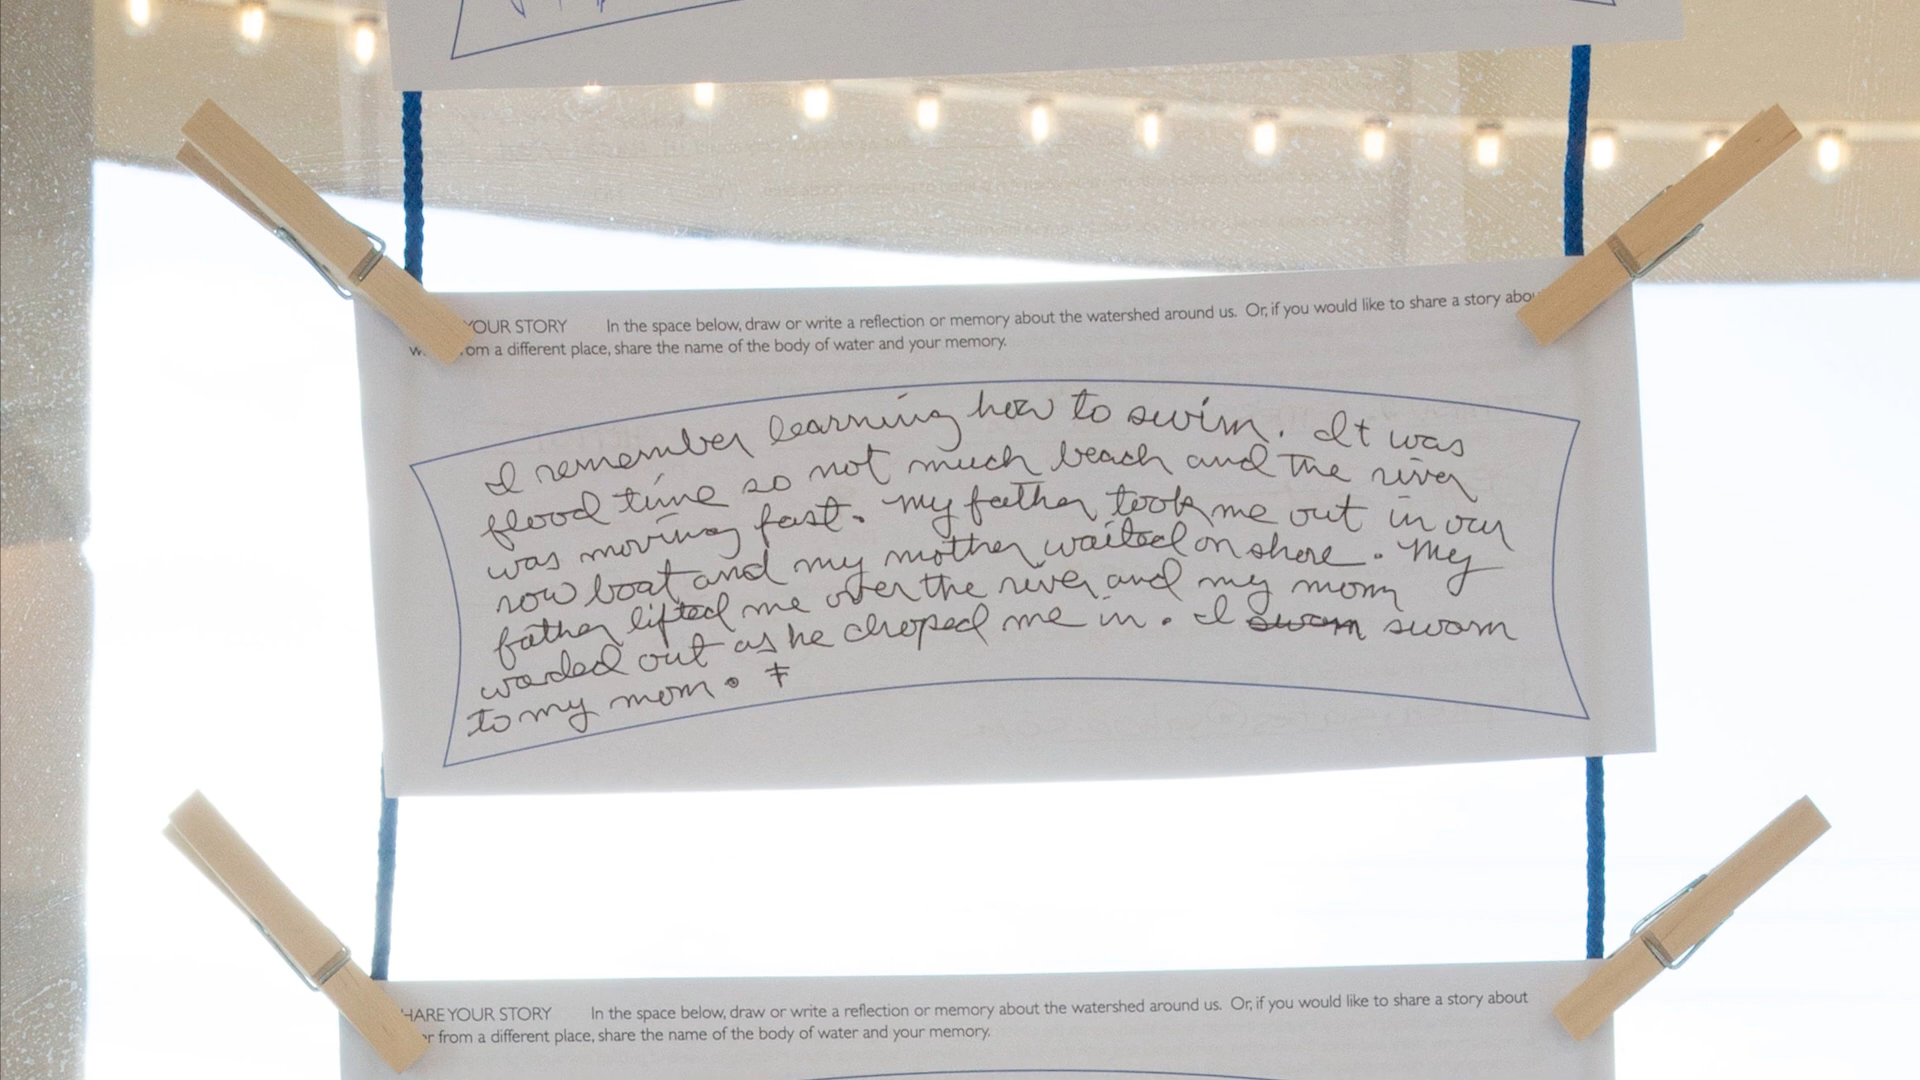 YOUR STORY In the space below, draw or write a reflection or memory about the watershed around us. Or, if you would like to share a story abou
om a different place, share the name of the body of water and your memory.
I remember learning how to swim. It was
flood time so not much beach and the river
was moving fast. My father took me out in our
row boat and my mother waited on shore. My
father lifted me over the river and my mom
waded out as he droped me in. I swam swam
to my mom.
HARE YOUR STORY In the space below, draw or write a reflection or memory about the watershed around us. Or, if you would like to share a story about
er from a different place, share the name of the body of water and your memory.